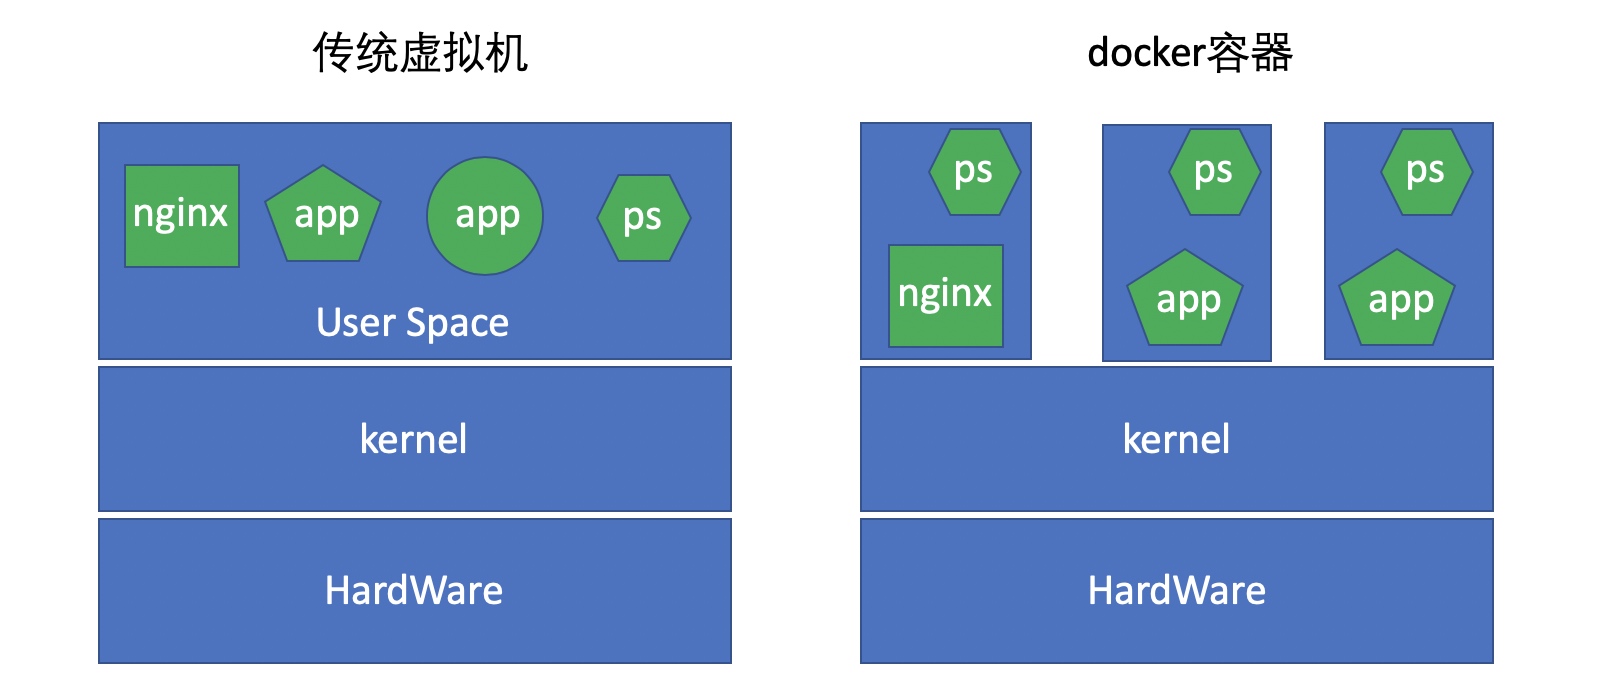 传统虚拟机
nginx
app
app
ps
User Space
kernel
HardWare
docker容器
ps
nginx
ps
app
ps
app
kernel
HardWare